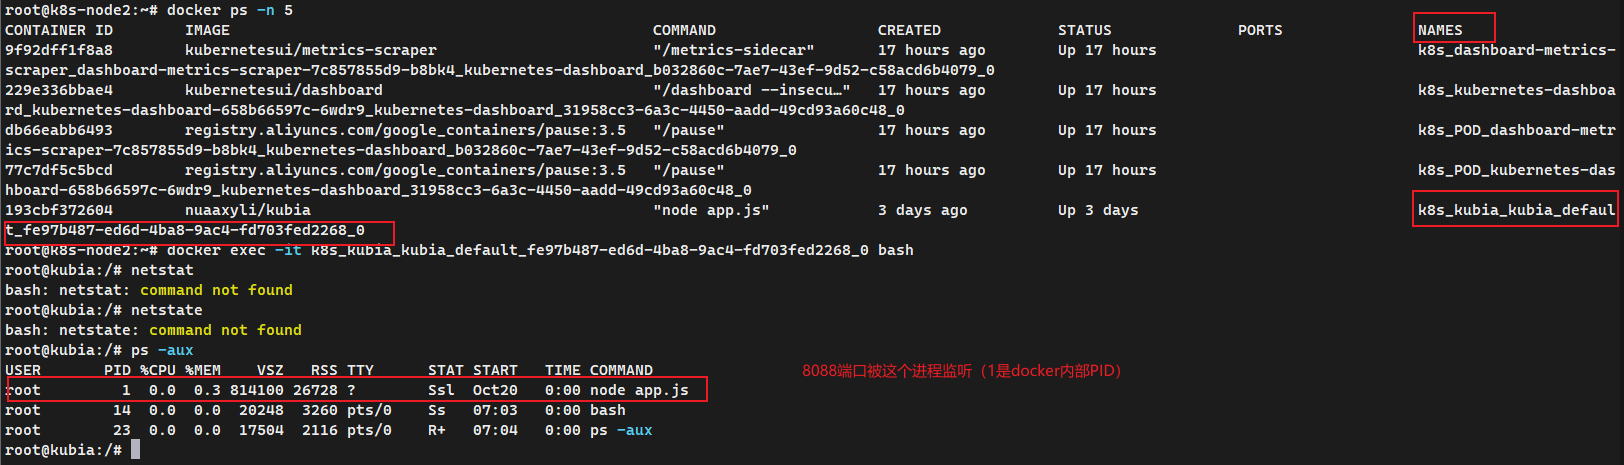 root@k8s-node2:~# docker ps -n 5
CONTAINER ID        IMAGE                                               COMMAND                  CREATED             STATUS              PORTS               NAMES
9f92dff1f8a8        kubernetesui/metrics-scraper                        "/metrics-sidecar"       17 hours ago        Up 17 hours                             k8s_dashboard-metrics-
scraper_dashboard-metrics-scraper-7c857855d9-b8bk4_kubernetes-dashboard_b032860c-7ae7-43ef-9d52-c58acd6b4079_0
229e336bbae4        kubernetesui/dashboard                              "/dashboard --insecu…"   17 hours ago        Up 17 hours                             k8s_kubernetes-dashboa
rd_kubernetes-dashboard-658b66597c-6wdr9_kubernetes-dashboard_31958cc3-6a3c-4450-aadd-49cd93a60c48_0
db66eabb6493        registry.aliyuncs.com/google_containers/pause:3.5   "/pause"                 17 hours ago        Up 17 hours                             k8s_POD_dashboard-metr
ics-scraper-7c857855d9-b8bk4_kubernetes-dashboard_b032860c-7ae7-43ef-9d52-c58acd6b4079_0
77c7df5c5bcd        registry.aliyuncs.com/google_containers/pause:3.5   "/pause"                 17 hours ago        Up 17 hours                             k8s_POD_kubernetes-das
hboard-658b66597c-6wdr9_kubernetes-dashboard_31958cc3-6a3c-4450-aadd-49cd93a60c48_0
193cbf372604        nuaaxyli/kubia                                      "node app.js"            3 days ago          Up 3 days                               k8s_kubia_kubia_defaul
t_fe97b487-ed6d-4ba8-9ac4-fd703fed2268_0
root@k8s-node2:~# docker exec -it k8s_kubia_kubia_default_fe97b487-ed6d-4ba8-9ac4-fd703fed2268_0 bash
root@kubia:/# netstat
bash: netstat: command not found
root@kubia:/# netstate
bash: netstate: command not found
root@kubia:/# ps -aux
USER       PID %CPU %MEM    VSZ   RSS TTY      STAT START   TIME COMMAND
8088端口被这个进程监听（1是docker内部PID）
root         1  0.0  0.3 814100 26728 ?        Ssl  Oct20   0:00 node app.js
root        14  0.0  0.0  20248  3260 pts/0    Ss   07:03   0:00 bash
root        23  0.0  0.0  17504  2116 pts/0    R+   07:04   0:00 ps -aux
root@kubia:/#